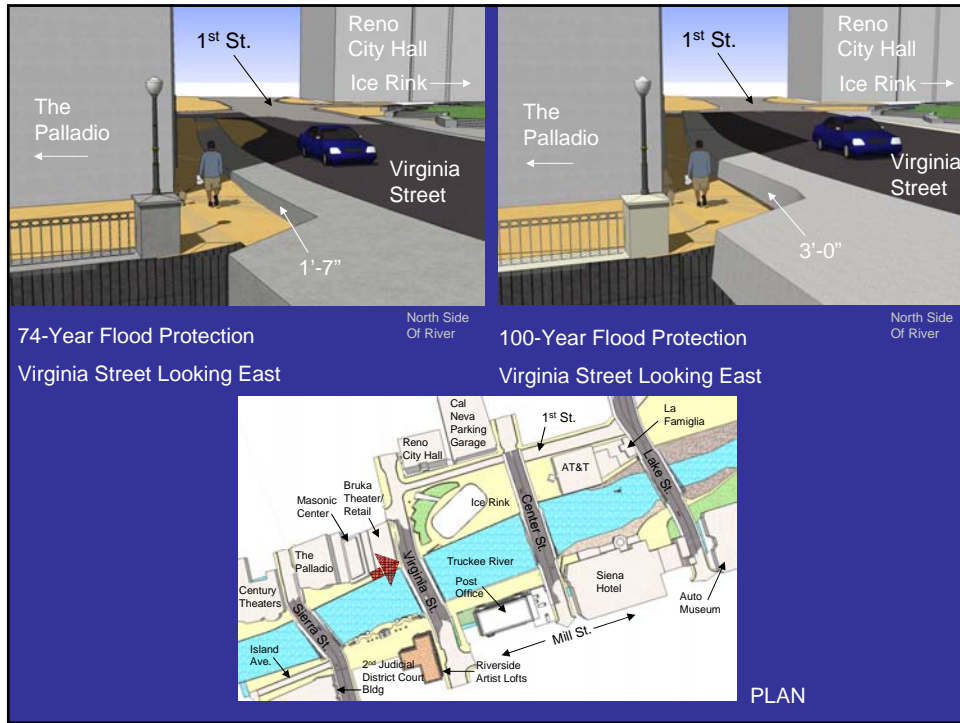 1st St.
Reno
City Hall
Ice Rink
The
Palladio
Virginia
Street
1’-7”
North Side
Of River
74-Year Flood Protection
Virginia Street Looking East
1st St.
Reno
City Hall
Ice Rink
The
Palladio
Virginia
Street
3’-0”
North Side
Of River
100-Year Flood Protection
Virginia Street Looking East
Cal
Neva
Parking
Garage
1st St.
La
Famiglia
Reno
City Hall
Bruka
Theater/
Retail
Masonic
Center
AT&T
Lake St.
Ice Rink
Center St.
The
Palladio
Virginia St.
Truckee River
Post
Office
Siena
Hotel
Auto
Museum
Century
Theaters
Sierra St.
Mill St.
Island
Ave.
2nd Judicial
District Court
Bldg
Riverside
Artist Lofts
PLAN